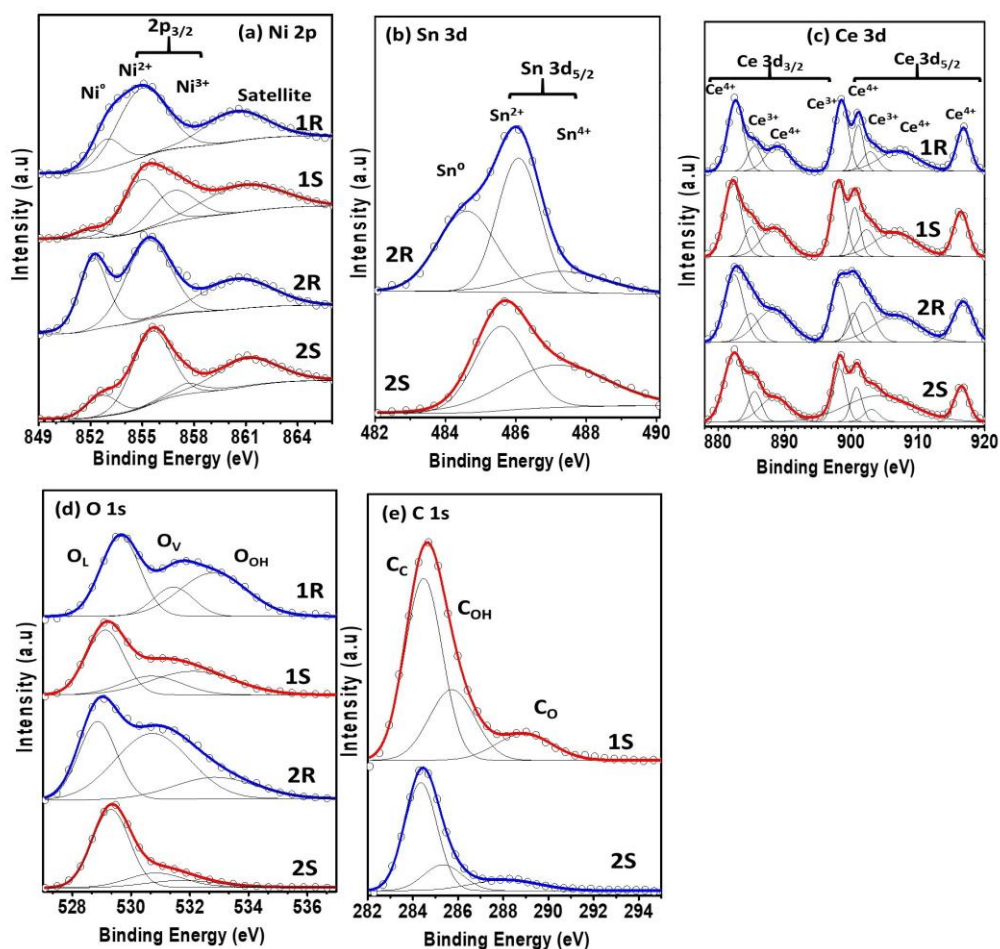 (a) Ni 2p
2p3/2
Ni2+
Ni°
Ni3+
Satellite
1R
1S
2R
2S
849 852 855 858 861 864
Binding Energy (eV)
Intensity (a.u)
(b) Sn 3d
Sn 3d5/2
Sn2+
Sn4+
Sn°
2R
2S
482 484 486 488 490
Binding Energy (eV)
Intensity (a.u)
(c) Ce 3d
Ce 3d3/2 Ce 3d5/2
Ce4+ Ce3+ Ce4+ Ce3+ Ce4+ Ce3+ Ce4+ Ce4+
1R
1S
2R
2S
880 890 900 910 920
Binding Energy (eV)
Intensity (a.u)
(d) O 1s
OL OV OOH
1R
1S
2R
2S
528 530 532 534 536
Binding Energy (eV)
Intensity (a.u)
(e) C 1s
CC
COH
CO
1S
2S
282 284 286 288 290 292 294
Binding Energy (eV)
Intensity (a.u)